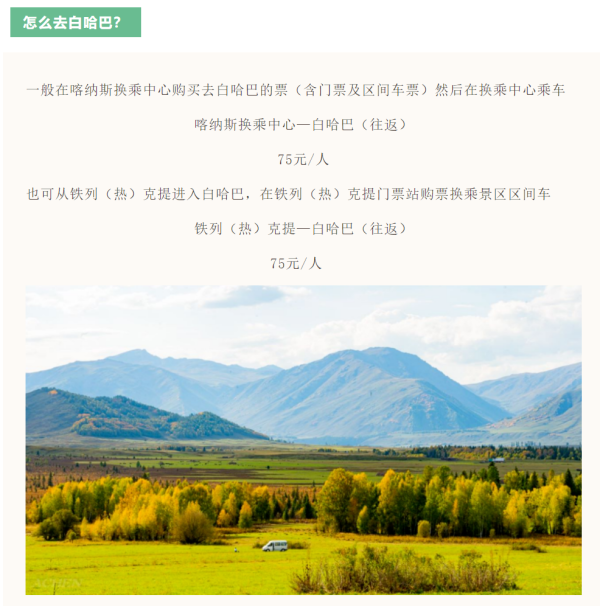 怎么去白哈巴?
一般在喀纳斯换乘中心购买去白哈巴的票（含门票及区间车票）然后在换乘中心乘车
喀纳斯换乘中心—白哈巴（往返）
75元/人
也可从铁列（热）克提进入白哈巴，在铁列（热）克提门票站购票换乘景区区间车
铁列（热）克提—白哈巴（往返）
75元/人